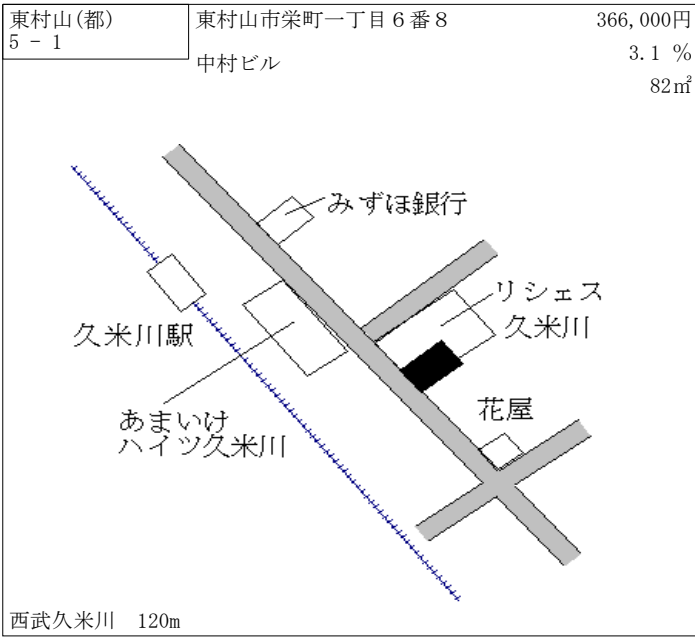 東村山(都)
5 - 1
東村山市栄町一丁目６番８
中村ビル
366,000円
3.1 %
82㎡
みずほ銀行
リシェス
久米川
久米川駅
あまいけ
ハイツ久米川
花屋
西武久米川　120m